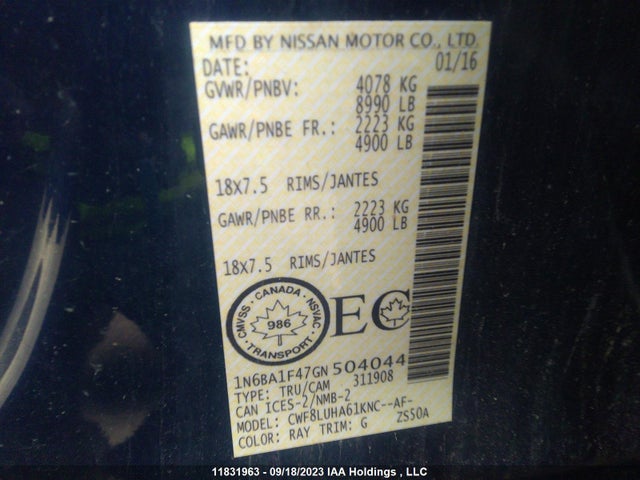 MFD BY NISSAN MOTOR CO., LTD.
DATE: 01/16
GVWR/PNBV: 4078 KG
8990 LB
GAWR/PNBE FR.: 2223 KG
4900 LB
18x7.5 RIMS/JANTES
GAWR/PNBE RR.: 2223 KG
4900 LB
18x7.5 RIMS/JANTES
CANADA
CMVSS NSVAC
986
TRANSPORT
EC
1N6BA1F47GN504044
TYPE: TRU/CAM 311908
CAN ICES-2/NMB-2
MODEL: CWF8LUHA61KNC--AF-
COLOR: RAY TRIM: G ZS50A
11831963 - 09/18/2023 IAA Holdings , LLC